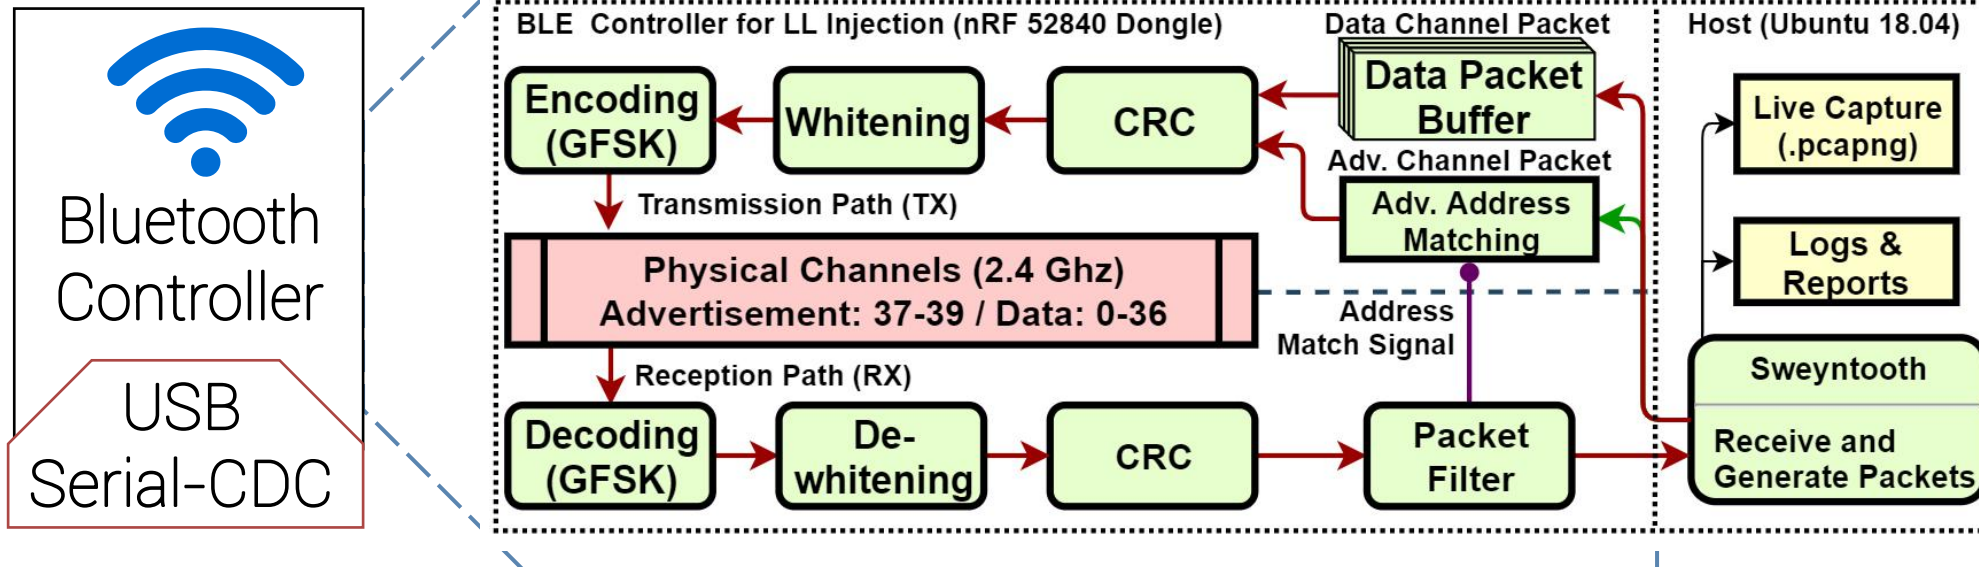 Bluetooth
Controller
USB
Serial-CDC
BLE Controller for LL Injection (nRF 52840 Dongle)
Data Channel Packet
Host (Ubuntu 18.04)
Encoding
(GFSK)
Whitening
CRC
Data Packet
Buffer
Live Capture
(.pcapng)
Adv. Channel Packet
Transmission Path (TX)
Adv. Address
Matching
Logs &
Reports
Physical Channels (2.4 Ghz)
Advertisement: 37-39 / Data: 0-36
Address
Match Signal
Reception Path (RX)
Decoding
(GFSK)
De-
whitening
CRC
Packet
Filter
Sweyntooth
Receive and
Generate Packets